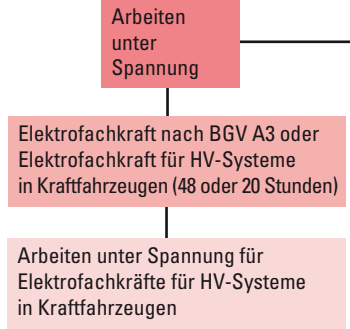 Arbeiten
unter
Spannung
Elektrofachkraft nach BGV A3 oder
Elektrofachkraft für HV-Systeme
in Kraftfahrzeugen (48 oder 20 Stunden)
Arbeiten unter Spannung für
Elektrofachkräfte für HV-Systeme
in Kraftfahrzeugen